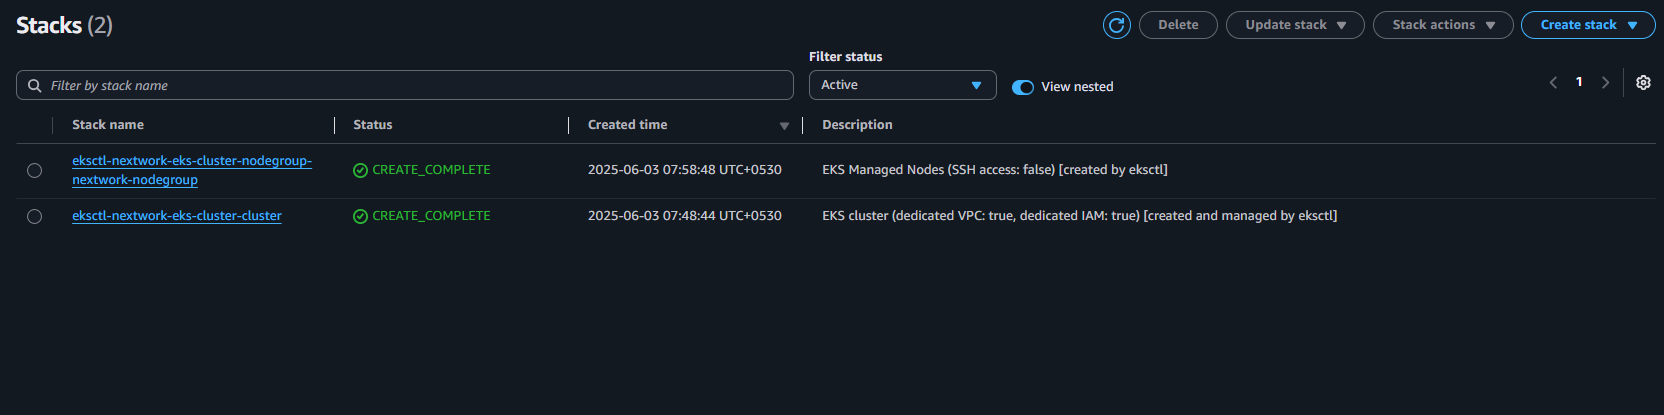 Stacks (2)
Delete
Update stack
Stack actions
Create stack
Filter status
Filter by stack name
Active
View nested
1
Stack name
Status
Created time
Description
eksctl-nextwork-eks-cluster-nodegroup-
nextwork-nodegroup
CREATE_COMPLETE
2025-06-03 07:58:48 UTC+0530
EKS Managed Nodes (SSH access: false) [created by eksctl]
eksctl-nextwork-eks-cluster-cluster
CREATE_COMPLETE
2025-06-03 07:48:44 UTC+0530
EKS cluster (dedicated VPC: true, dedicated IAM: true) [created and managed by eksctl]